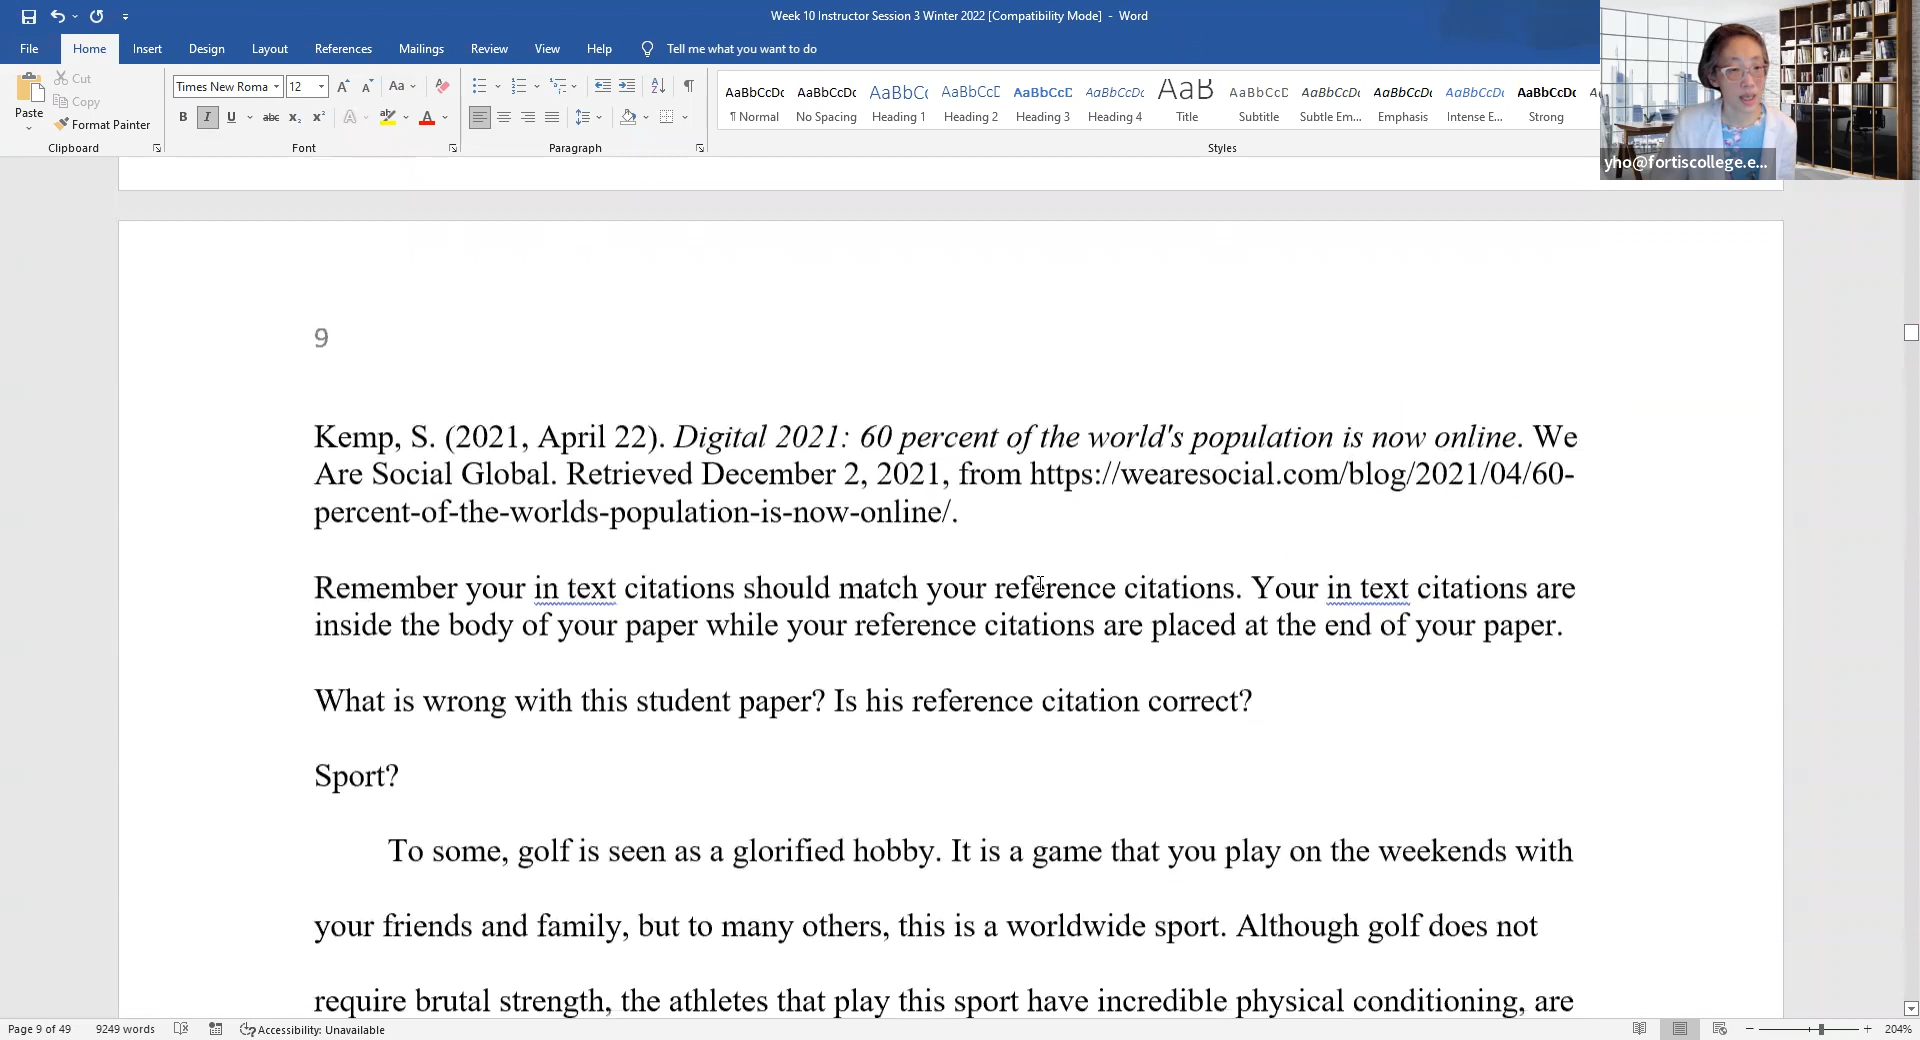 Week 10 Instructor Session 3 Winter 2022 [Compatibility Mode] - Word
File Home Insert Design Layout References Mailings Review View Help Tell me what you want to do
Paste
Cut
Copy
Format Painter
Clipboard
Times New Roma 12
Font
Paragraph
AaBbCcDc AaBbCcDc AaBbC( AaBbCcD AaBbCcD AaBbCcDc AaB AaBbCcD AaBbCcDc AaBbCcDc AaBbCcDc AaBbCcDc
¶ Normal No Spacing Heading 1 Heading 2 Heading 3 Heading 4 Title Subtitle Subtle Em... Emphasis Intense E... Strong
Styles
yho@fortiscollege.e...
9
Kemp, S. (2021, April 22). Digital 2021: 60 percent of the world's population is now online. We
Are Social Global. Retrieved December 2, 2021, from https://wearesocial.com/blog/2021/04/60-
percent-of-the-worlds-population-is-now-online/.
Remember your in text citations should match your reference citations. Your in text citations are
inside the body of your paper while your reference citations are placed at the end of your paper.
What is wrong with this student paper? Is his reference citation correct?
Sport?
To some, golf is seen as a glorified hobby. It is a game that you play on the weekends with
your friends and family, but to many others, this is a worldwide sport. Although golf does not
require brutal strength, the athletes that play this sport have incredible physical conditioning, are
Page 9 of 49 9249 words Accessibility: Unavailable 204%